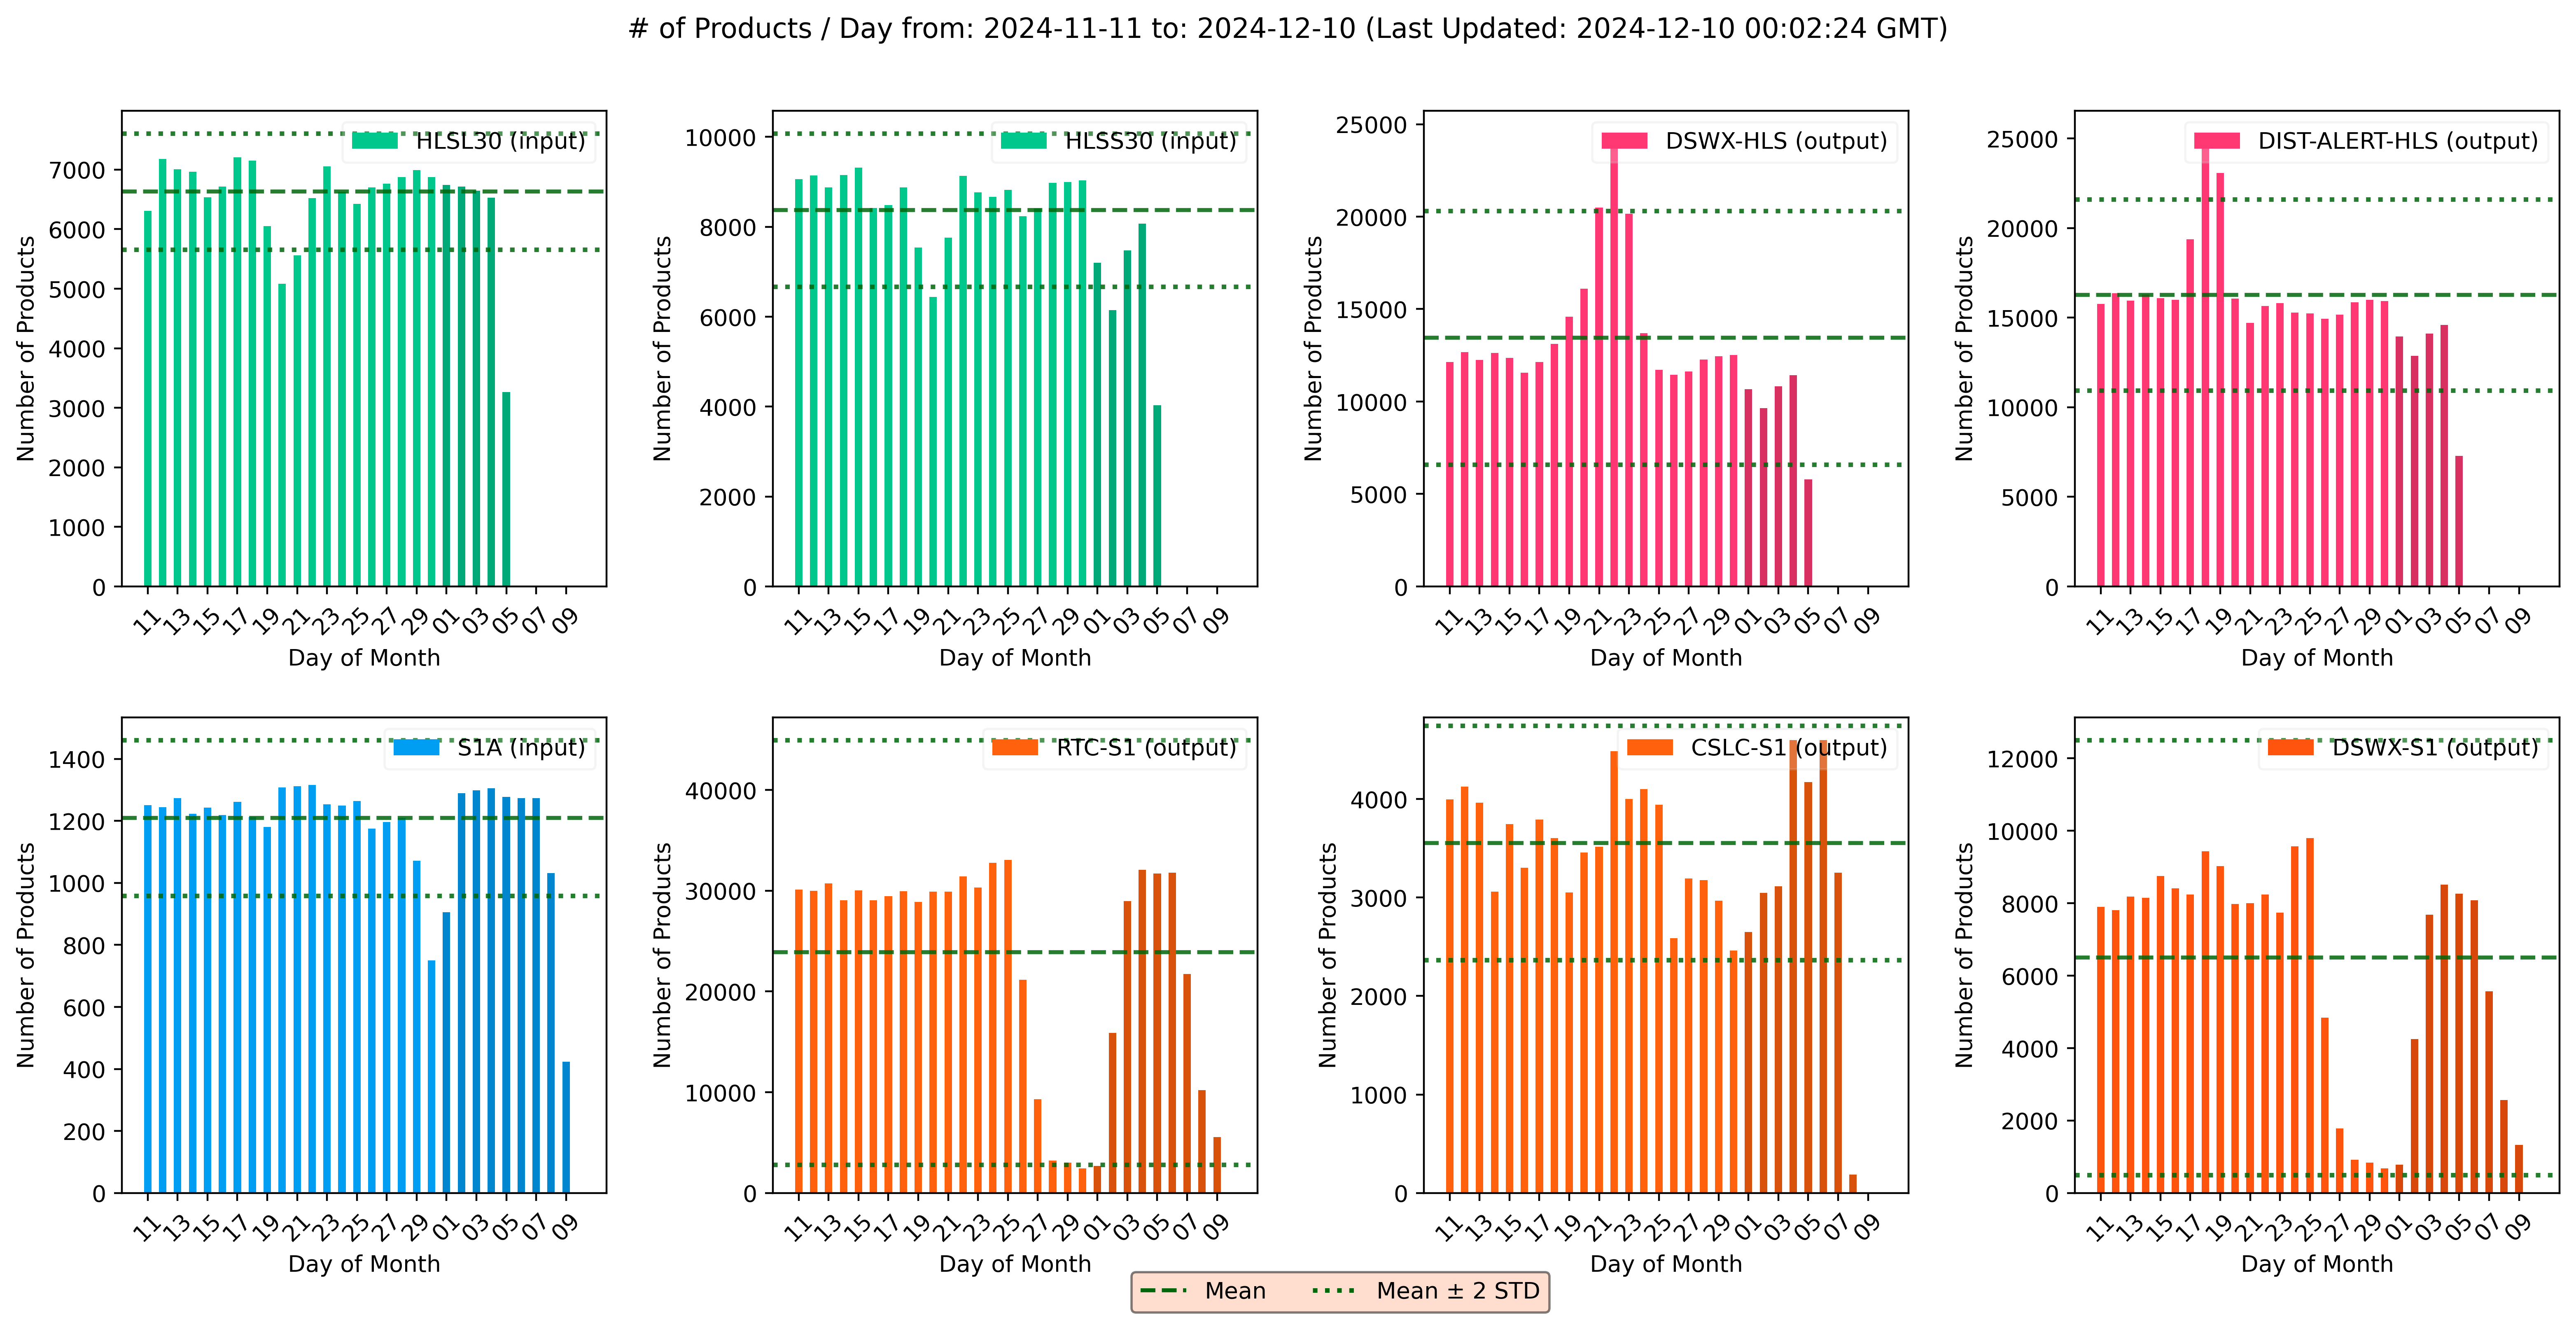 # of Products / Day from: 2024-11-11 to: 2024-12-10 (Last Updated: 2024-12-10 00:02:24 GMT)
HLSL30 (input)
Number of Products
7000
6000
5000
4000
3000
2000
1000
0
11 13 15 17 19 21 23 25 27 29 01 03 05 07 09
Day of Month
HLSS30 (input)
Number of Products
10000
8000
6000
4000
2000
0
11 13 15 17 19 21 23 25 27 29 01 03 05 07 09
Day of Month
DSWX-HLS (output)
Number of Products
25000
20000
15000
10000
5000
0
11 13 15 17 19 21 23 25 27 29 01 03 05 07 09
Day of Month
DIST-ALERT-HLS (output)
Number of Products
25000
20000
15000
10000
5000
0
11 13 15 17 19 21 23 25 27 29 01 03 05 07 09
Day of Month
S1A (input)
Number of Products
1400
1200
1000
800
600
400
200
0
11 13 15 17 19 21 23 25 27 29 01 03 05 07 09
Day of Month
RTC-S1 (output)
Number of Products
40000
30000
20000
10000
0
11 13 15 17 19 21 23 25 27 29 01 03 05 07 09
Day of Month
CSLC-S1 (output)
Number of Products
4000
3000
2000
1000
0
11 13 15 17 19 21 23 25 27 29 01 03 05 07 09
Day of Month
DSWX-S1 (output)
Number of Products
12000
10000
8000
6000
4000
2000
0
11 13 15 17 19 21 23 25 27 29 01 03 05 07 09
Day of Month
Mean Mean ± 2 STD